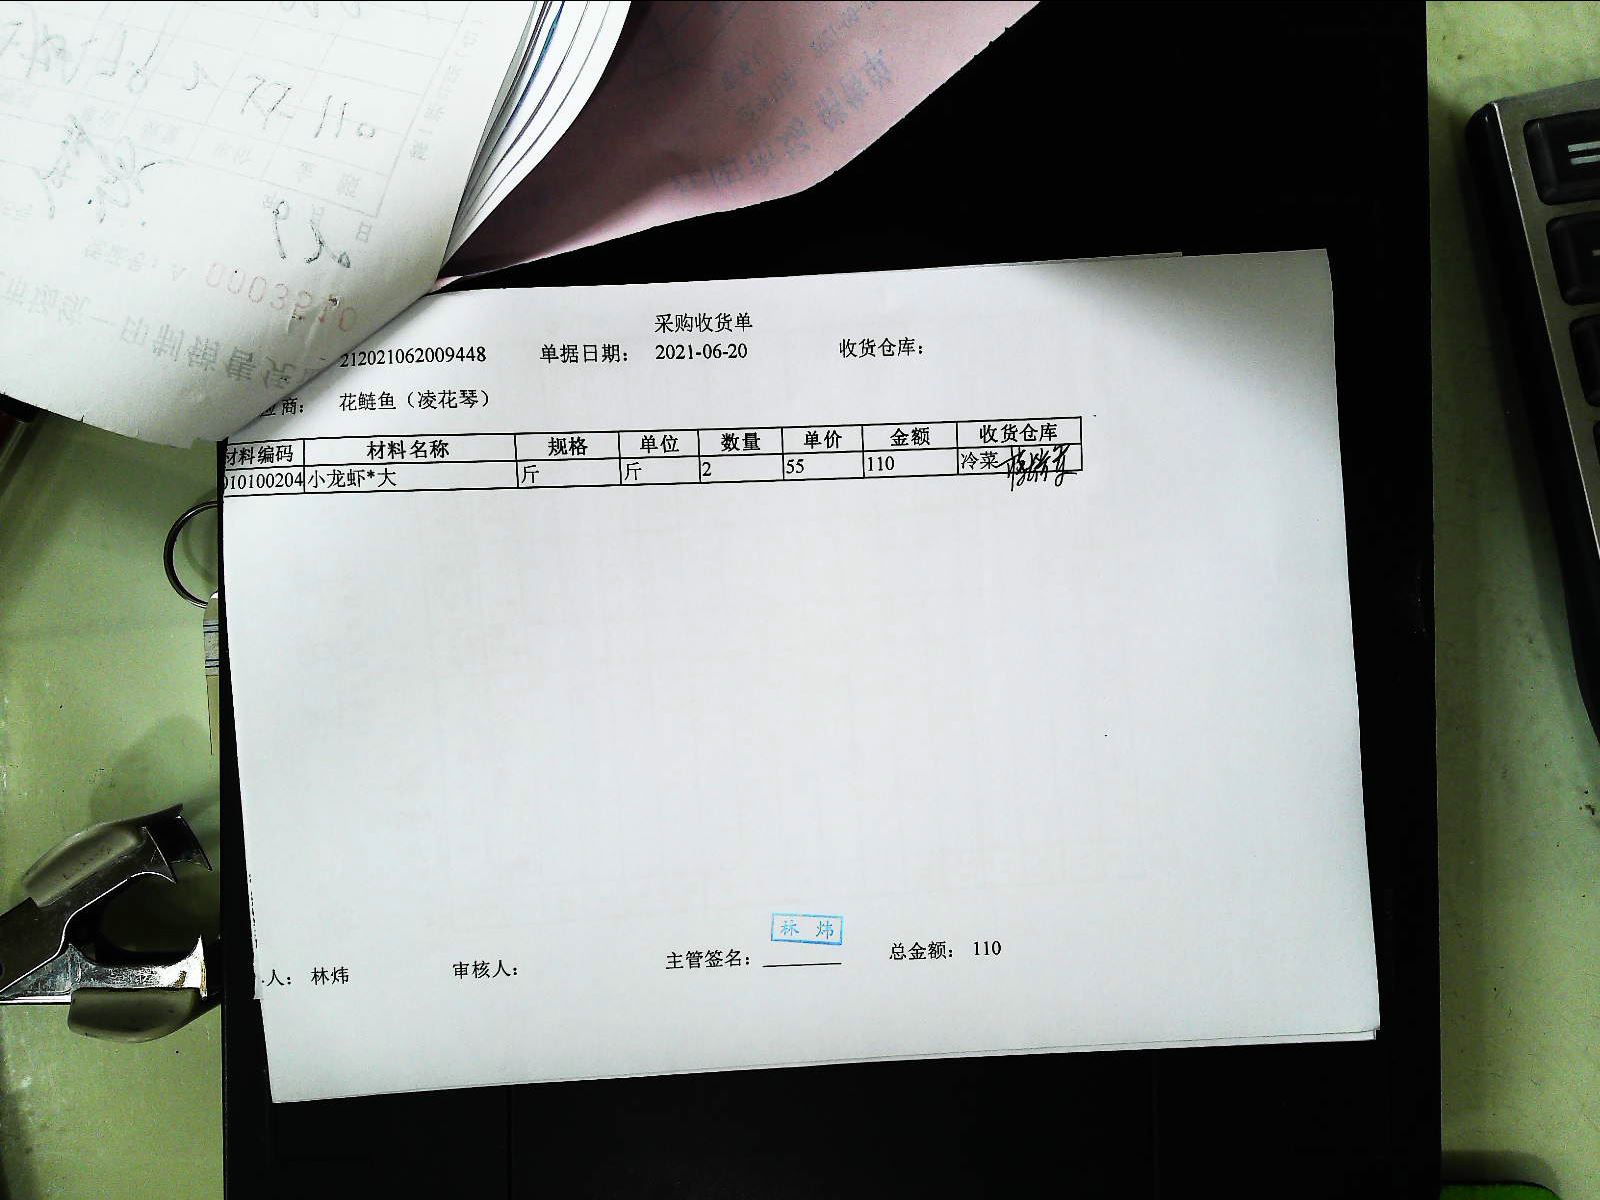 采购收货单
212021062009448 单据日期： 2021-06-20 收货仓库：
应商： 花鲢鱼（凌花琴）
材料编码 材料名称 规格 单位 数量 单价 金额 收货仓库
010100204 小龙虾*大 斤 斤 2 55 110 冷菜
林 炜
人： 林炜 审核人： 主管签名： 总金额： 110